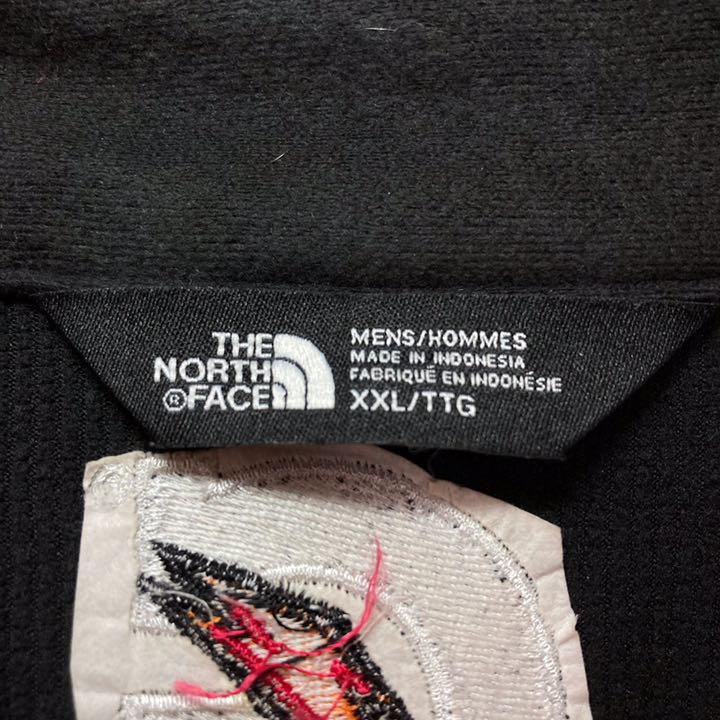 THE
NORTH
®FACE
MENS/HOMMES
MADE IN INDONESIA
FABRIQUÉ EN INDONÉSIE
XXL/TTG